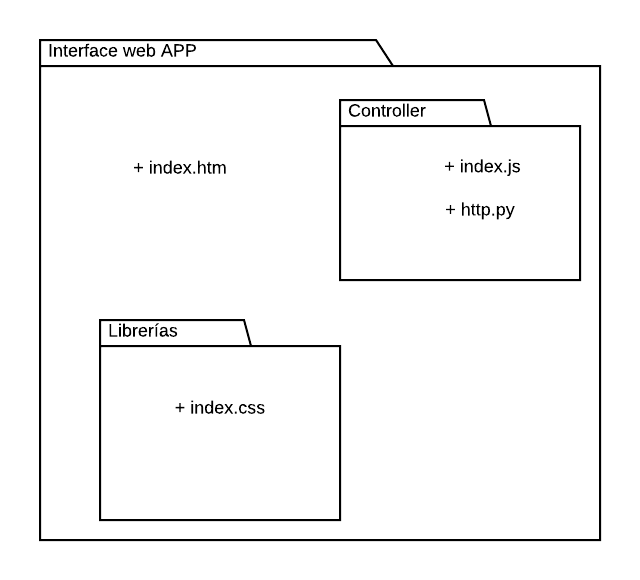 Interface web APP
Controller
+ index.htm
+ index.js
+ http.py
Librerías
+ index.css